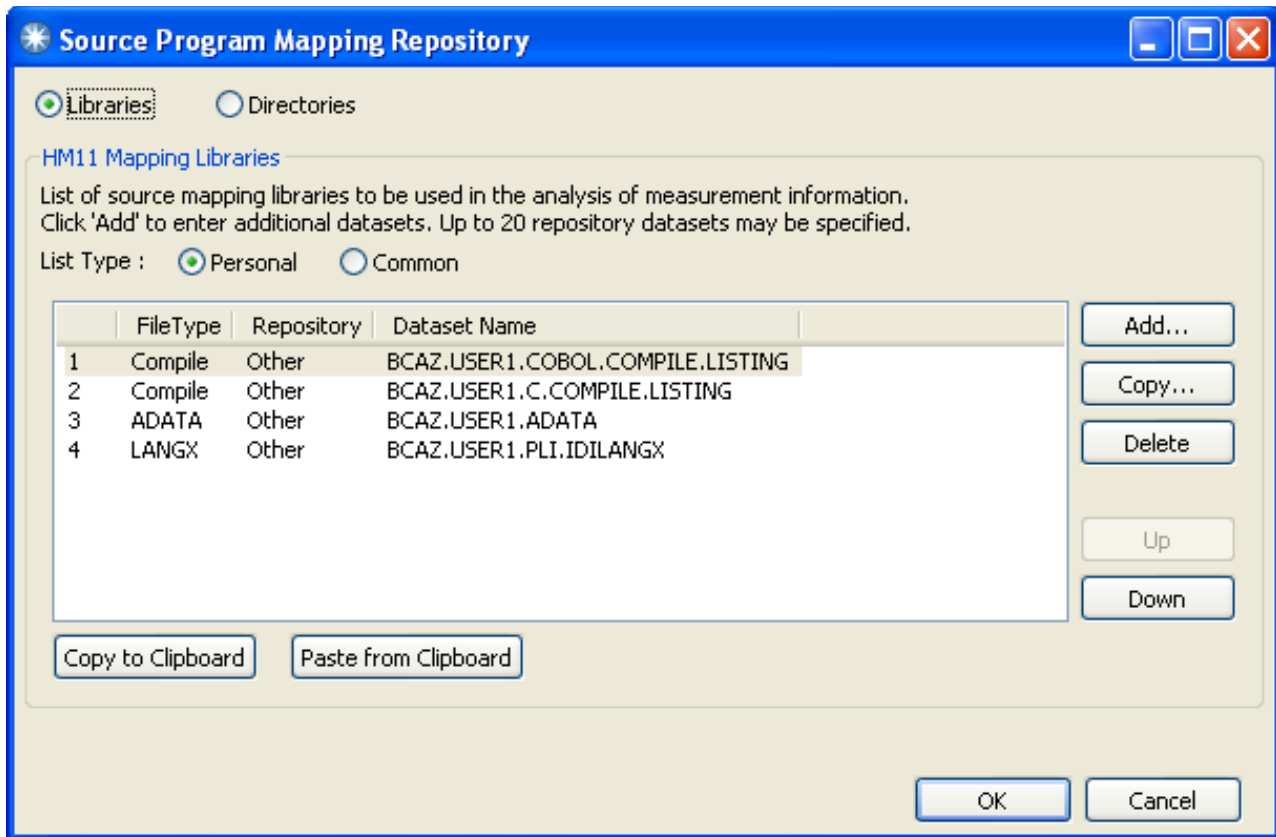 Source Program Mapping Repository
Libraries Directories
HM11 Mapping Libraries
List of source mapping libraries to be used in the analysis of measurement information.
Click 'Add' to enter additional datasets. Up to 20 repository datasets may be specified.
List Type : Personal Common
FileType Repository Dataset Name
1 Compile Other BCAZ.USER1.COBOL.COMPILE.LISTING
2 Compile Other BCAZ.USER1.C.COMPILE.LISTING
3 ADATA Other BCAZ.USER1.ADATA
4 LANGX Other BCAZ.USER1.PLI.IDILANGX
Add...
Copy...
Delete
Up
Down
Copy to Clipboard Paste from Clipboard
OK Cancel